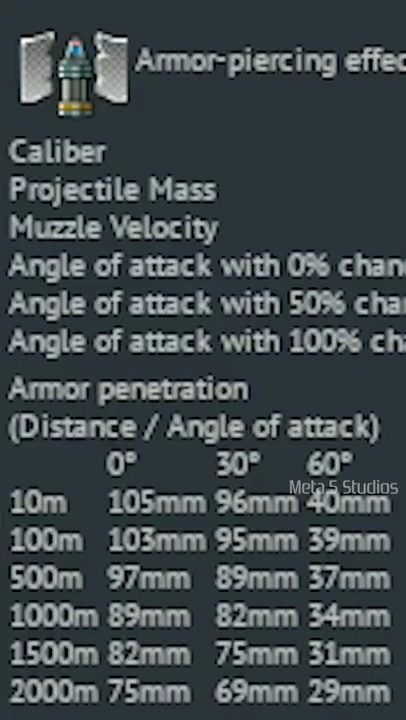 Armor-piercing effec
Caliber
Projectile Mass
Muzzle Velocity
Angle of attack with 0% chan
Angle of attack with 50% cha
Angle of attack with 100% ch
Armor penetration
(Distance / Angle of attack)
0° 30° 60°
Meta 5 Studios
10m 105mm 96mm 40mm
100m 103mm 95mm 39mm
500m 97mm 89mm 37mm
1000m 89mm 82mm 34mm
1500m 82mm 75mm 31mm
2000m 75mm 69mm 29mm